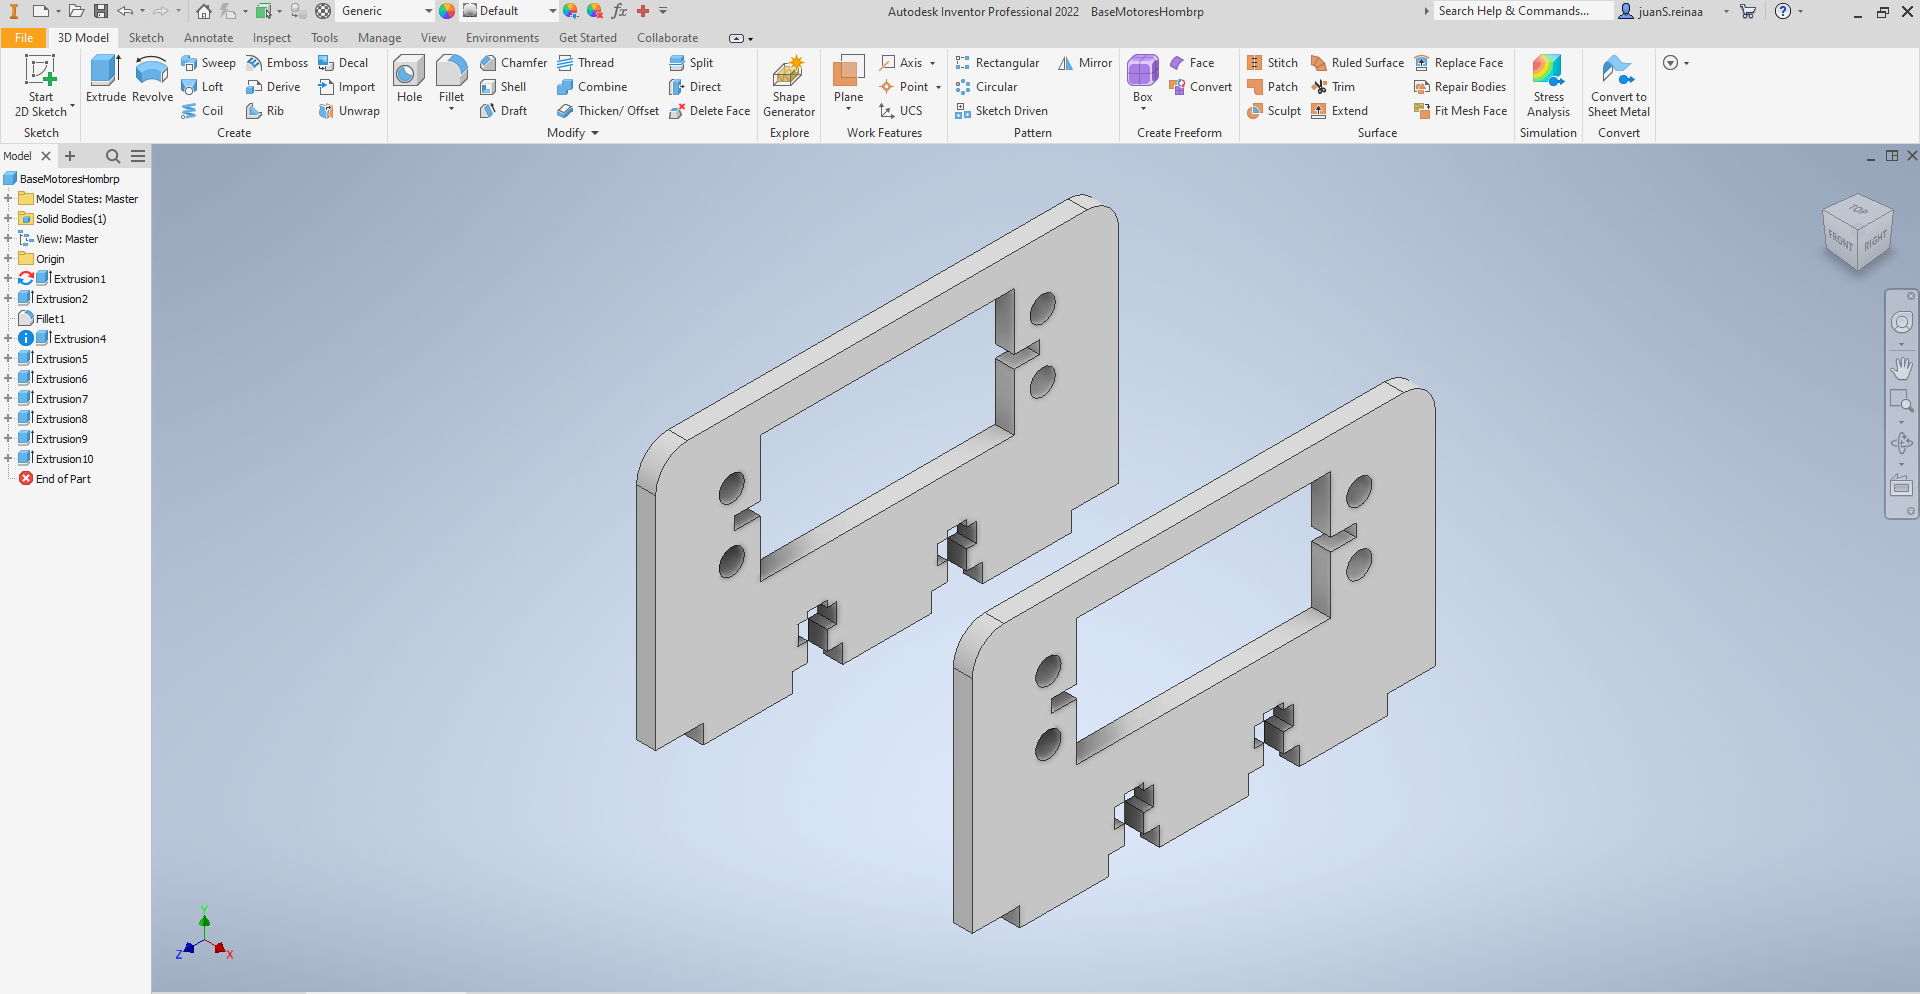 Generic Default fx Autodesk Inventor Professional 2022 BaseMotoresHombrp Search Help & Commands... juanS.reinaa
File 3D Model Sketch Annotate Inspect Tools Manage View Environments Get Started Collaborate
Start 2D Sketch
Sketch
Extrude Revolve
Sweep Emboss Decal
Loft Derive Import
Coil Rib Unwrap
Create
Hole Fillet
Chamfer Thread Split
Shell Combine Direct
Draft Thicken/ Offset Delete Face
Modify
Shape Generator
Explore
Plane
Axis
Point
UCS
Work Features
Rectangular Mirror
Circular
Sketch Driven
Pattern
Box
Face
Convert
Create Freeform
Stitch Ruled Surface Replace Face
Patch Trim Repair Bodies
Sculpt Extend Fit Mesh Face
Surface
Stress Analysis
Simulation
Convert to Sheet Metal
Convert
Model
BaseMotoresHombrp
Model States: Master
Solid Bodies(1)
View: Master
Origin
Extrusion1
Extrusion2
Fillet1
Extrusion4
Extrusion5
Extrusion6
Extrusion7
Extrusion8
Extrusion9
Extrusion10
End of Part
TOP
FRONT RIGHT
Y
Z X